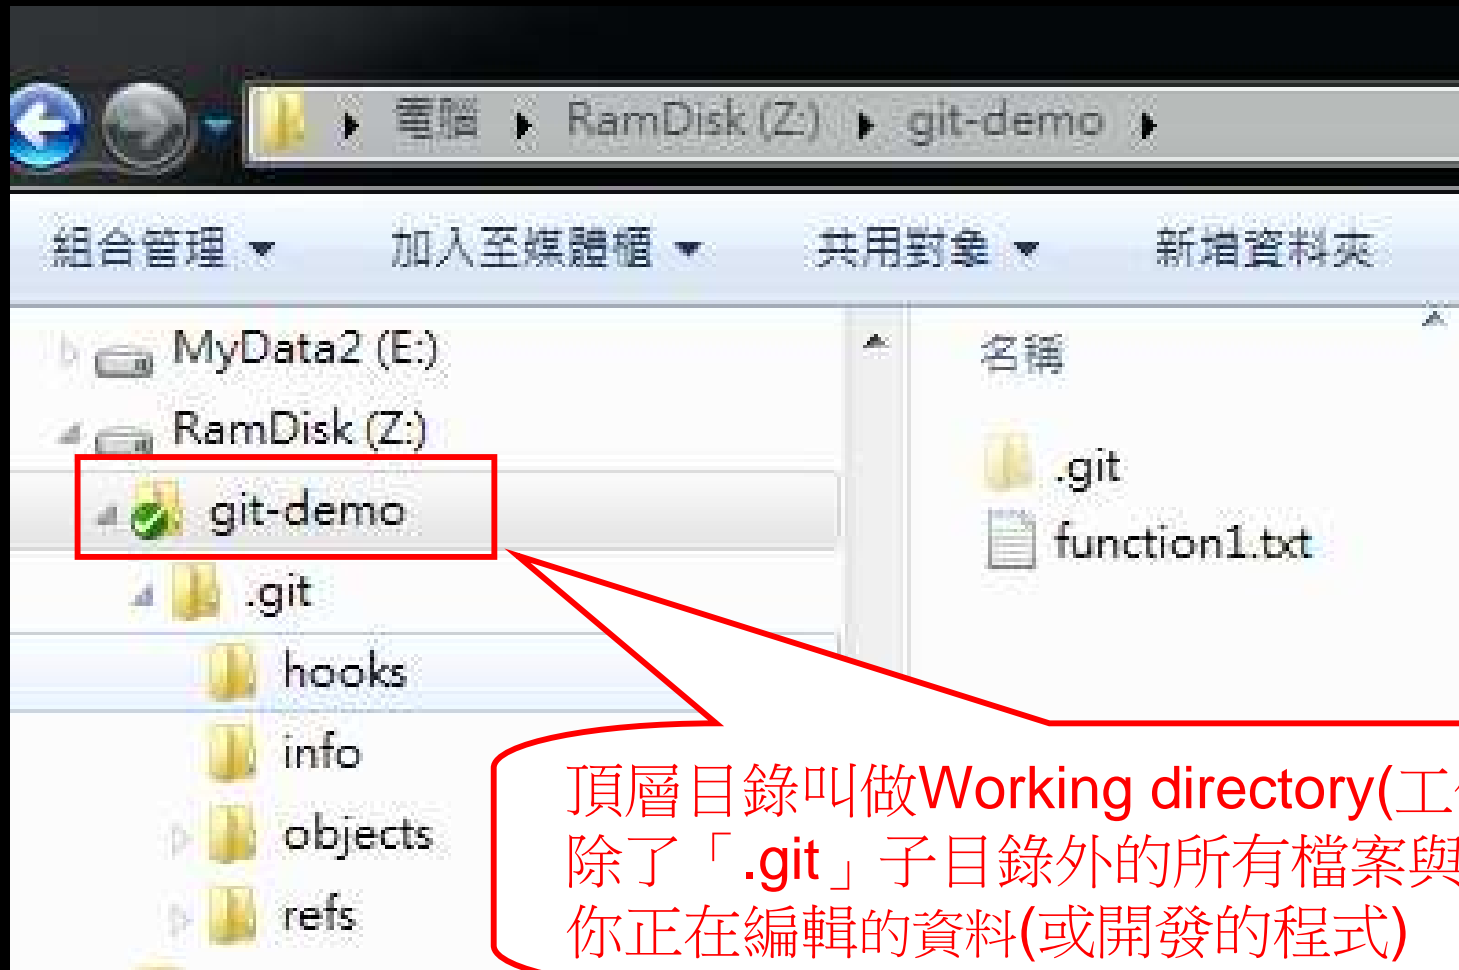 電腦 RamDisk (Z:) git-demo
組合管理 加入至媒體櫃 共用對象 新增資料夾
MyData2 (E:)
RamDisk (Z:)
git-demo
.git
hooks
info
objects
refs
名稱
.git
function1.txt
頂層目錄叫做Working directory(工
除了「.git」子目錄外的所有檔案與
你正在編輯的資料(或開發的程式)